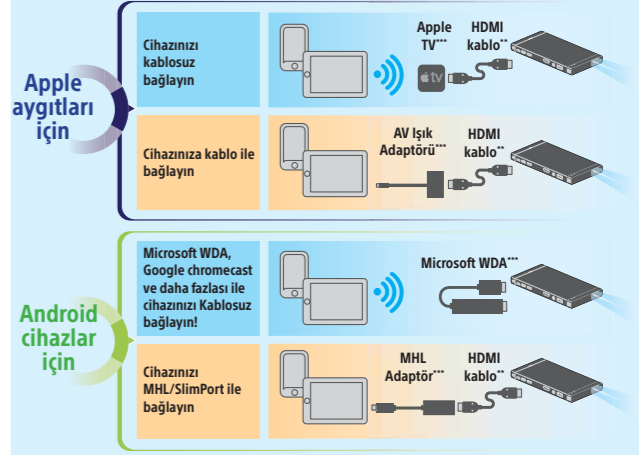 Apple
aygıtları
için
Cihazınızı
kablosuz
bağlayın
Apple
TV***
tv
HDMI
kablo**
Cihazınıza kablo ile
bağlayın
AV Işık
Adaptörü***
HDMI
kablo**
Android
cihazlar
için
Microsoft WDA,
Google chromecast
ve daha fazlası ile
cihazınızı Kablosuz
bağlayın!
Microsoft WDA***
Cihazınızı
MHL/SlimPort ile
bağlayın
MHL
Adaptör***
HDMI
kablo**